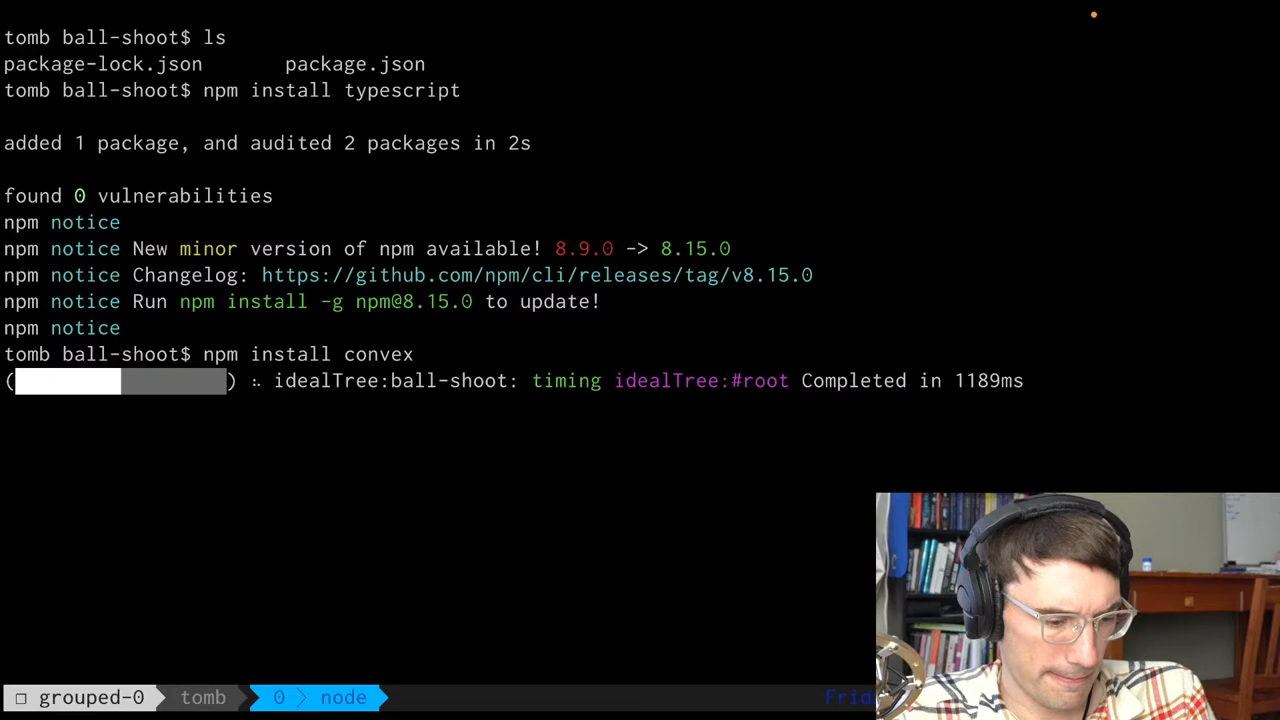 tomb ball-shoot$ ls
package-lock.json package.json
tomb ball-shoot$ npm install typescript
added 1 package, and audited 2 packages in 2s
found 0 vulnerabilities
npm notice
npm notice New minor version of npm available! 8.9.0 -> 8.15.0
npm notice Changelog: https://github.com/npm/cli/releases/tag/v8.15.0
npm notice Run npm install -g npm@8.15.0 to update!
npm notice
tomb ball-shoot$ npm install convex
( ) ⠦ idealTree:ball-shoot: timing idealTree:#root Completed in 1189ms
❐ grouped-0 tomb 0 node